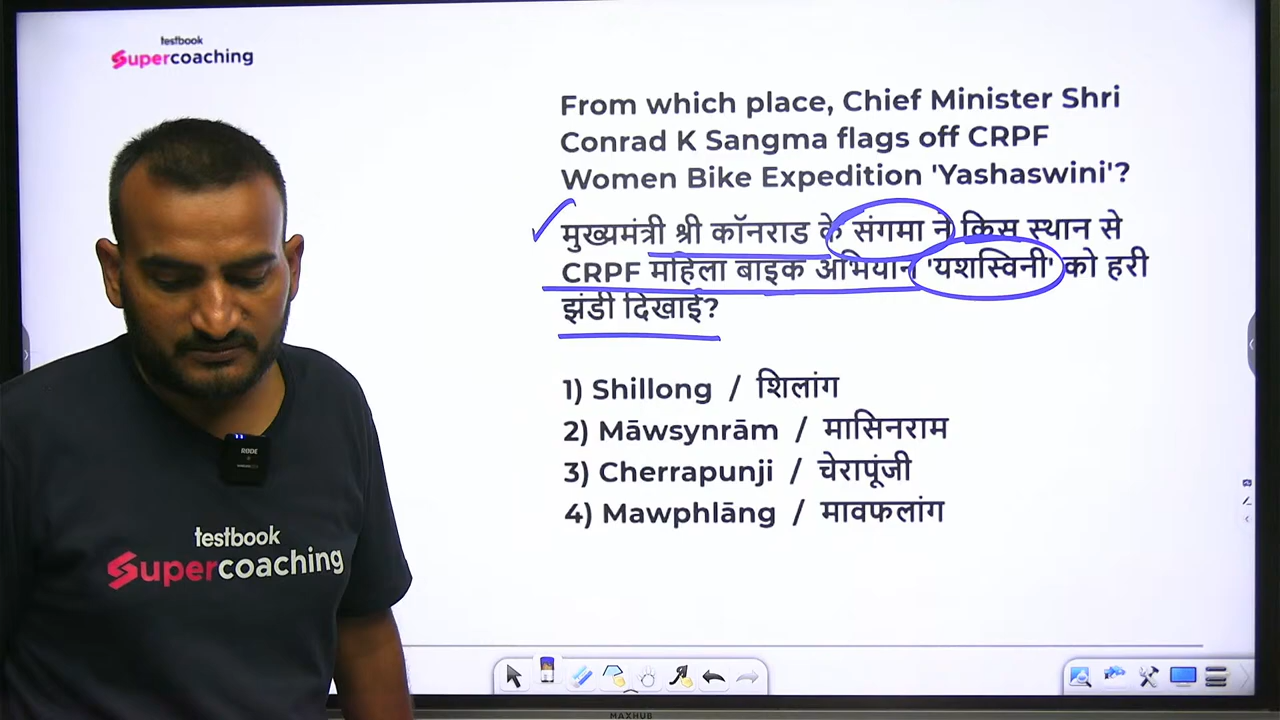 testbook
Supercoaching
From which place, Chief Minister Shri
Conrad K Sangma flags off CRPF
Women Bike Expedition 'Yashaswini'?
मुख्यमंत्री श्री कॉनराड के संगमा ने किस स्थान से
CRPF महिला बाइक अभियान 'यशस्विनी' को हरी
झंडी दिखाई?
1) Shillong / शिलांग
2) Māwsynrām / मासिनराम
3) Cherrapunji / चेरापूंजी
4) Mawphlāng / मावफलांग
RODE
testbook
Supercoaching
MAXHUB